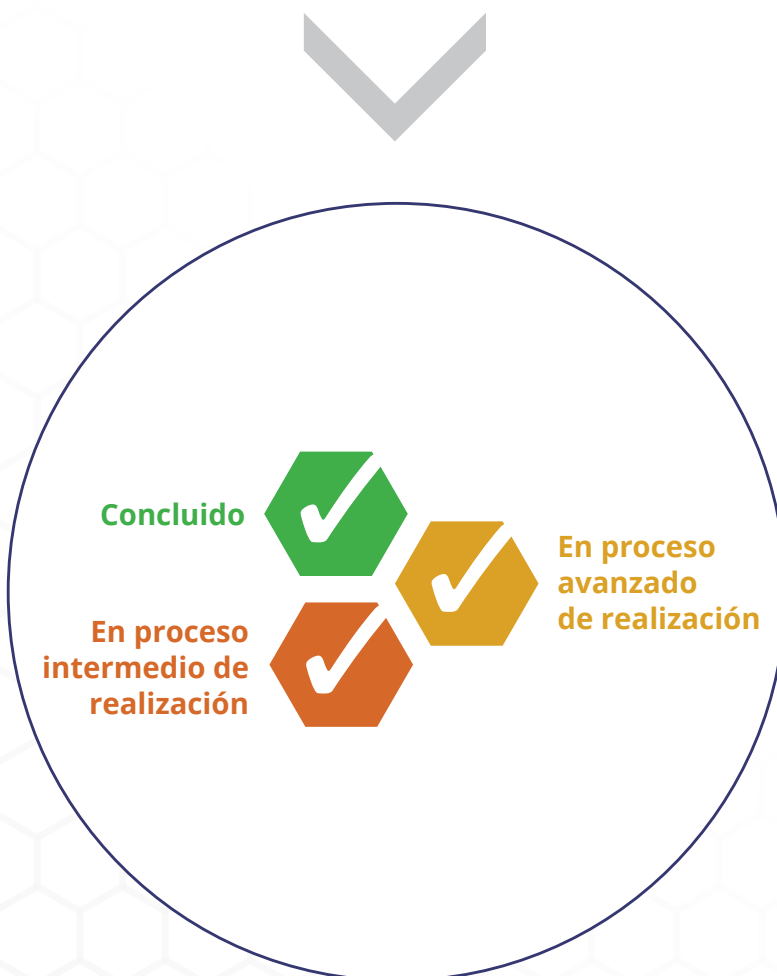 Concluido
En proceso
avanzado
de realización
En proceso
intermedio de
realización